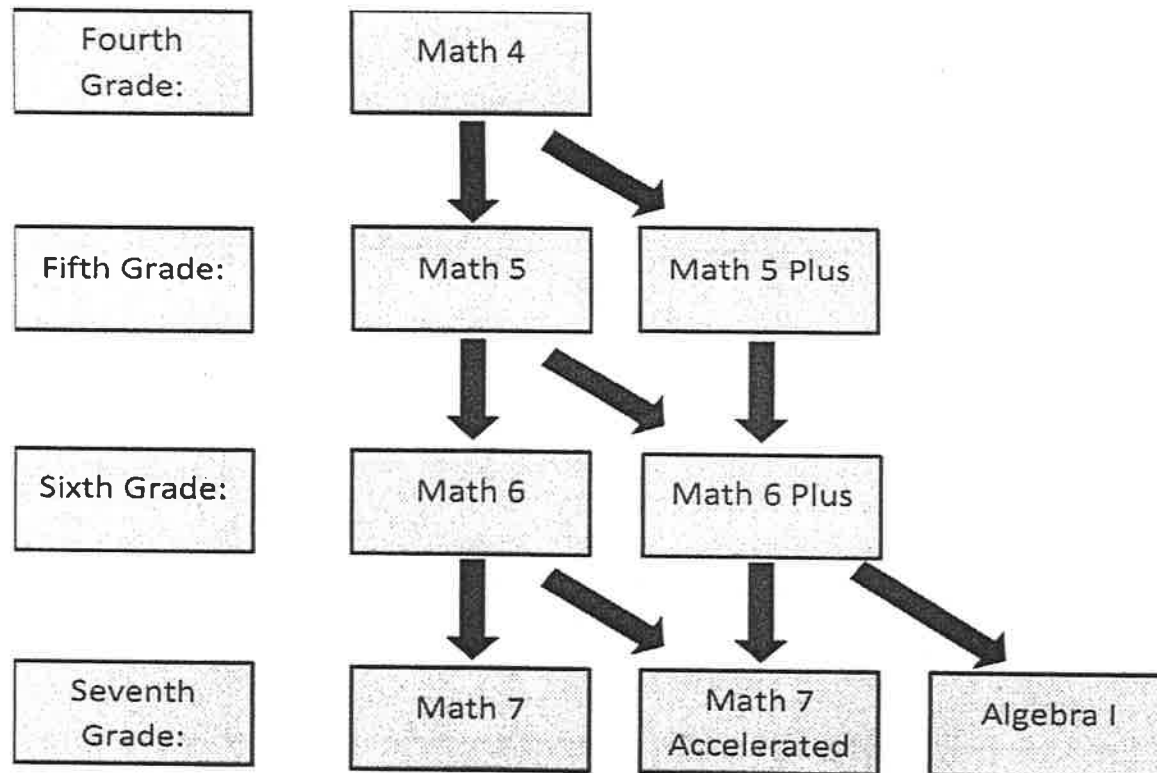 Fourth
Grade:
Math 4
Fifth Grade:
Math 5
Math 5 Plus
Sixth Grade:
Math 6
Math 6 Plus
Seventh
Grade:
Math 7
Math 7
Accelerated
Algebra I